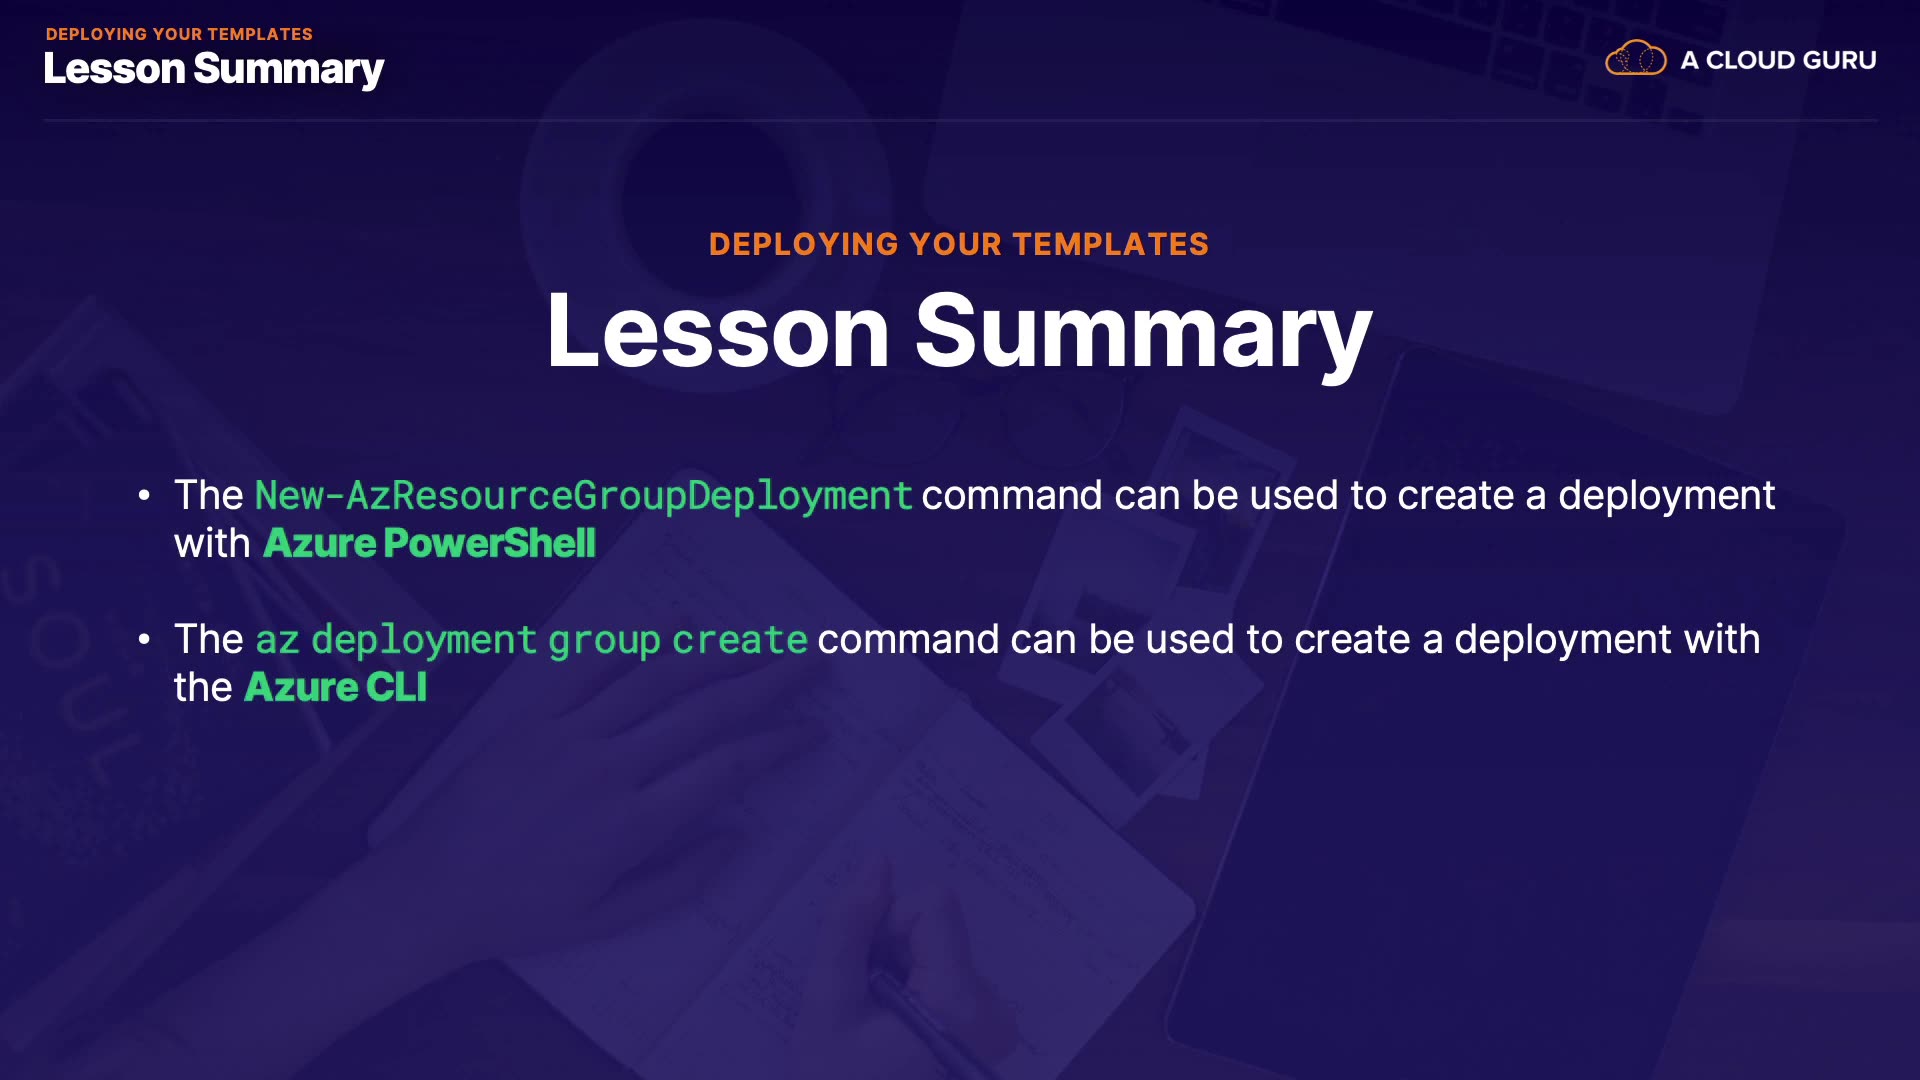 DEPLOYING YOUR TEMPLATES
Lesson Summary
A CLOUD GURU
DEPLOYING YOUR TEMPLATES
Lesson Summary
• The New-AzResourceGroupDeployment command can be used to create a deployment
with Azure PowerShell
• The az deployment group create command can be used to create a deployment with
the Azure CLI
SOUL